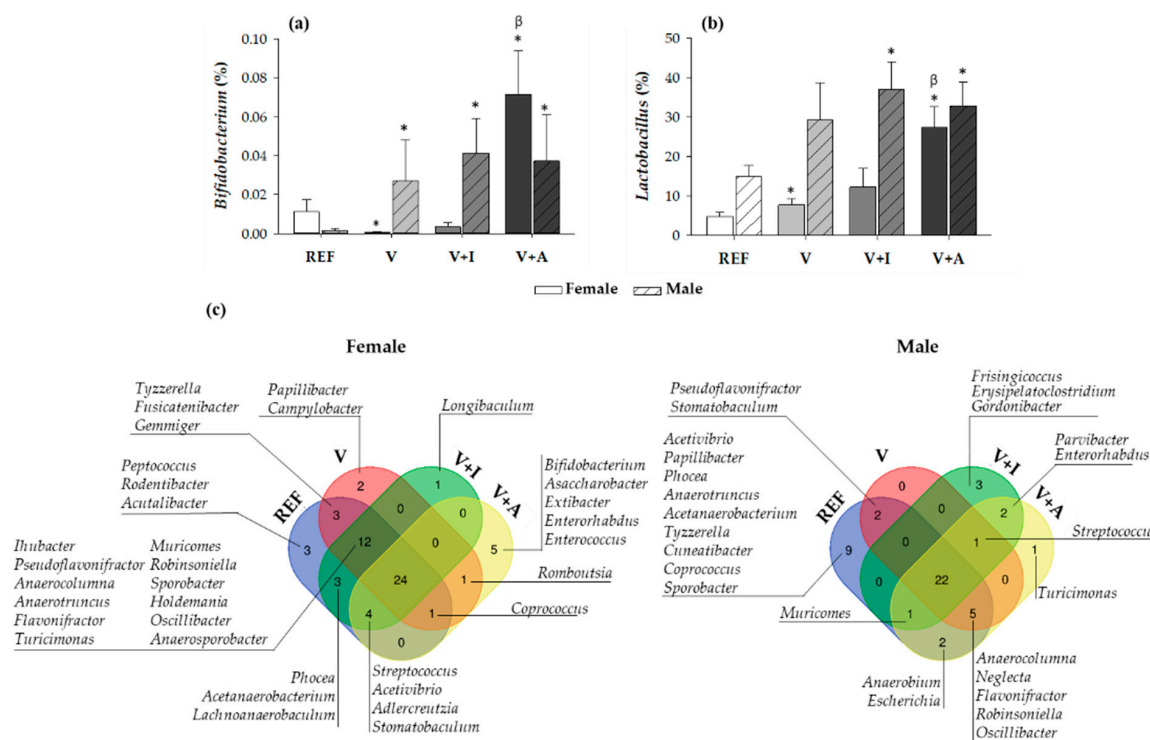 (a)
(b)
β
*
*
*
*
*
0.10
0.08
0.06
0.04
0.02
0.00
Bifidobacterium (%)
REF V V+I V+A
β
*
*
*
*
50
40
30
20
10
0
Lactobacillus (%)
REF V V+I V+A
Female Male
(c)
Female
Tyzzerella
Fusicatenibacter
Gemmiger
Papillibacter
Campylobacter
Longibaculum
Peptococcus
Rodentibacter
Acutalibacter
Bifidobacterium
Asaccharobacter
Extibacter
Enterorhabdus
Enterococcus
REF
V
V+I
V+A
2
1
3
0
0
3
12
0
5
3
24
1
4
1
0
Ihubacter Muricomes
Pseudoflavonifractor Robinsoniella
Anaerocolumna Sporobacter
Anaerotruncus Holdemania
Flavonifractor Oscillibacter
Turicimonas Anaerosporobacter
Romboutsia
Coprococcus
Phocea
Acetanaerobacterium
Lachnoanaerobaculum
Streptococcus
Acetivibrio
Adlercreutzia
Stomatobaculum
Male
Pseudoflavonifractor
Stomatobaculum
Frisingicoccus
Erysipelatoclostridium
Gordonibacter
Acetivibrio
Papillibacter
Phocea
Anaerotruncus
Acetanaerobacterium
Tyzzerella
Cuneatibacter
Coprococcus
Sporobacter
Parvibacter
Enterorhabdus
REF
V
V+I
V+A
0
3
2
0
2
9
0
1
1
0
22
0
1
5
2
Streptococcus
Turicimonas
Muricomes
Anaerobium
Escherichia
Anaerocolumna
Neglecta
Flavonifractor
Robinsoniella
Oscillibacter